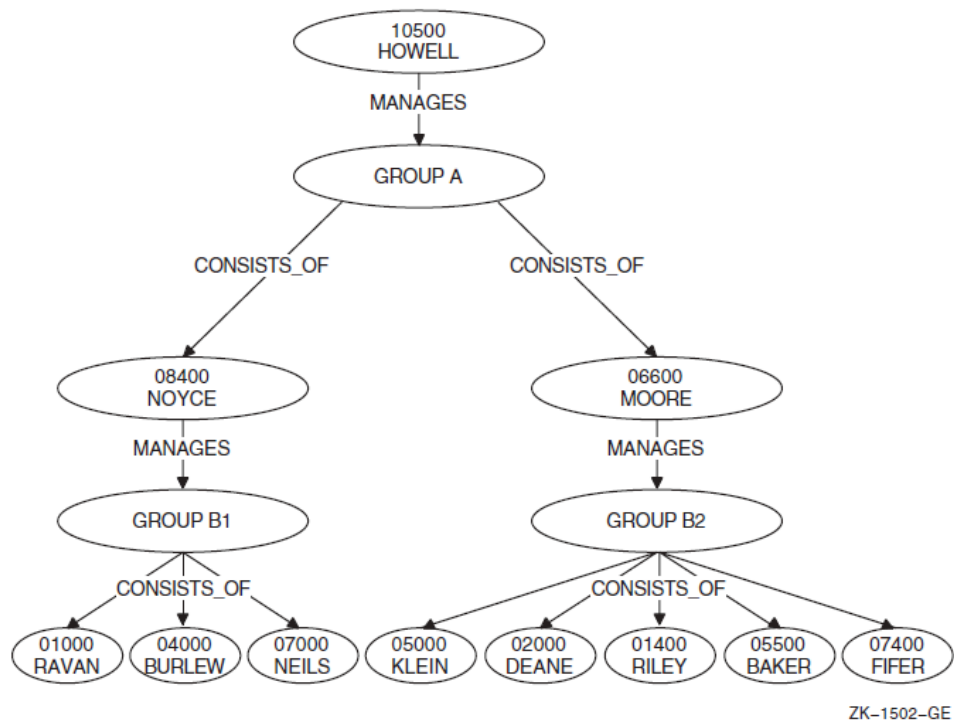 10500
HOWELL
MANAGES
GROUP A
CONSISTS_OF
CONSISTS_OF
08400
NOYCE
06600
MOORE
MANAGES
MANAGES
GROUP B1
GROUP B2
CONSISTS_OF
CONSISTS_OF
01000
RAVAN
04000
BURLEW
07000
NEILS
05000
KLEIN
02000
DEANE
01400
RILEY
05500
BAKER
07400
FIFER
ZK–1502–GE